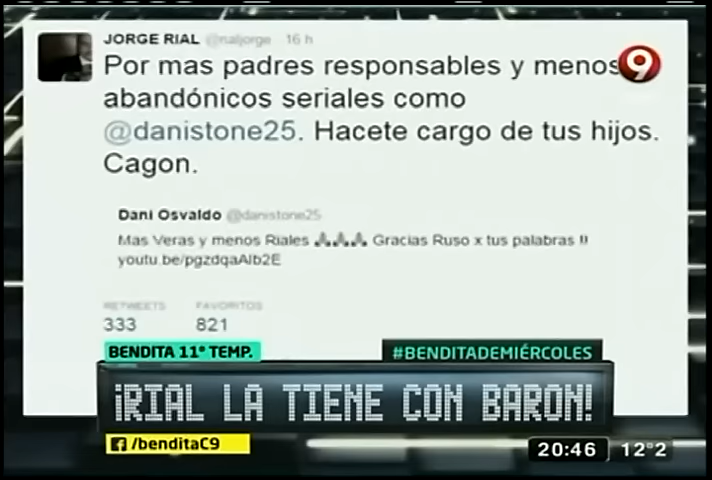 JORGE RIAL @rialjorge · 16 h
Por mas padres responsables y menos
9
abandónicos seriales como
@danistone25. Hacete cargo de tus hijos.
Cagon.
Dani Osvaldo @danistone25
Mas Veras y menos Riales 🙏🙏🙏 Gracias Ruso x tus palabras !!
youtu.be/pgzdqaAlb2E
RETWEETS FAVORITOS
333 821
BENDITA 11° TEMP.
#BENDITADEMIÉRCOLES
¡RIAL LA TIENE CON BARON!
/benditaC9
20:46 12°2